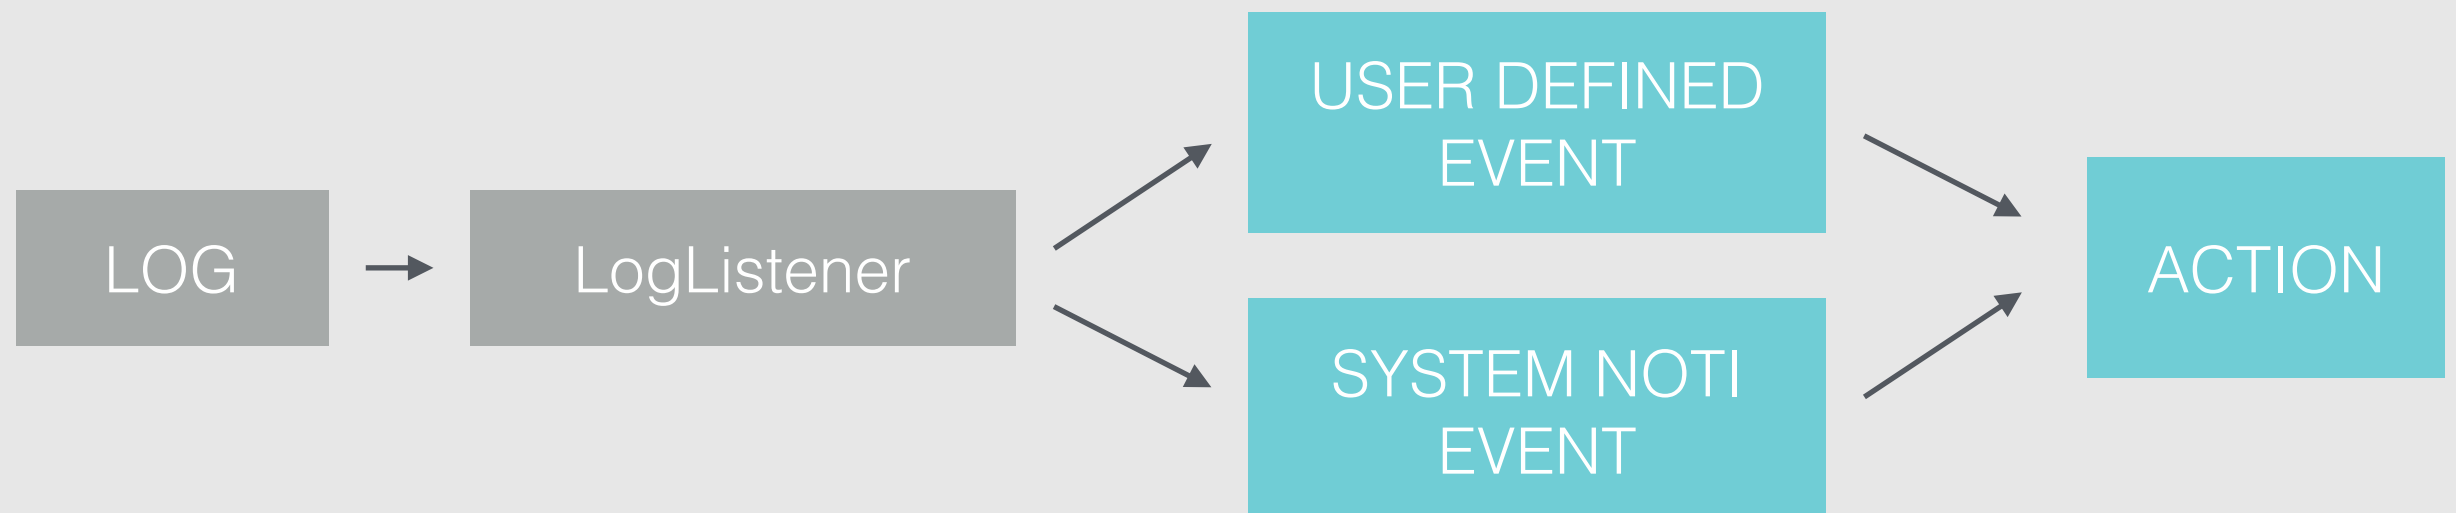 LOG
LogListener
USER DEFINED
EVENT
SYSTEM NOTI
EVENT
ACTION